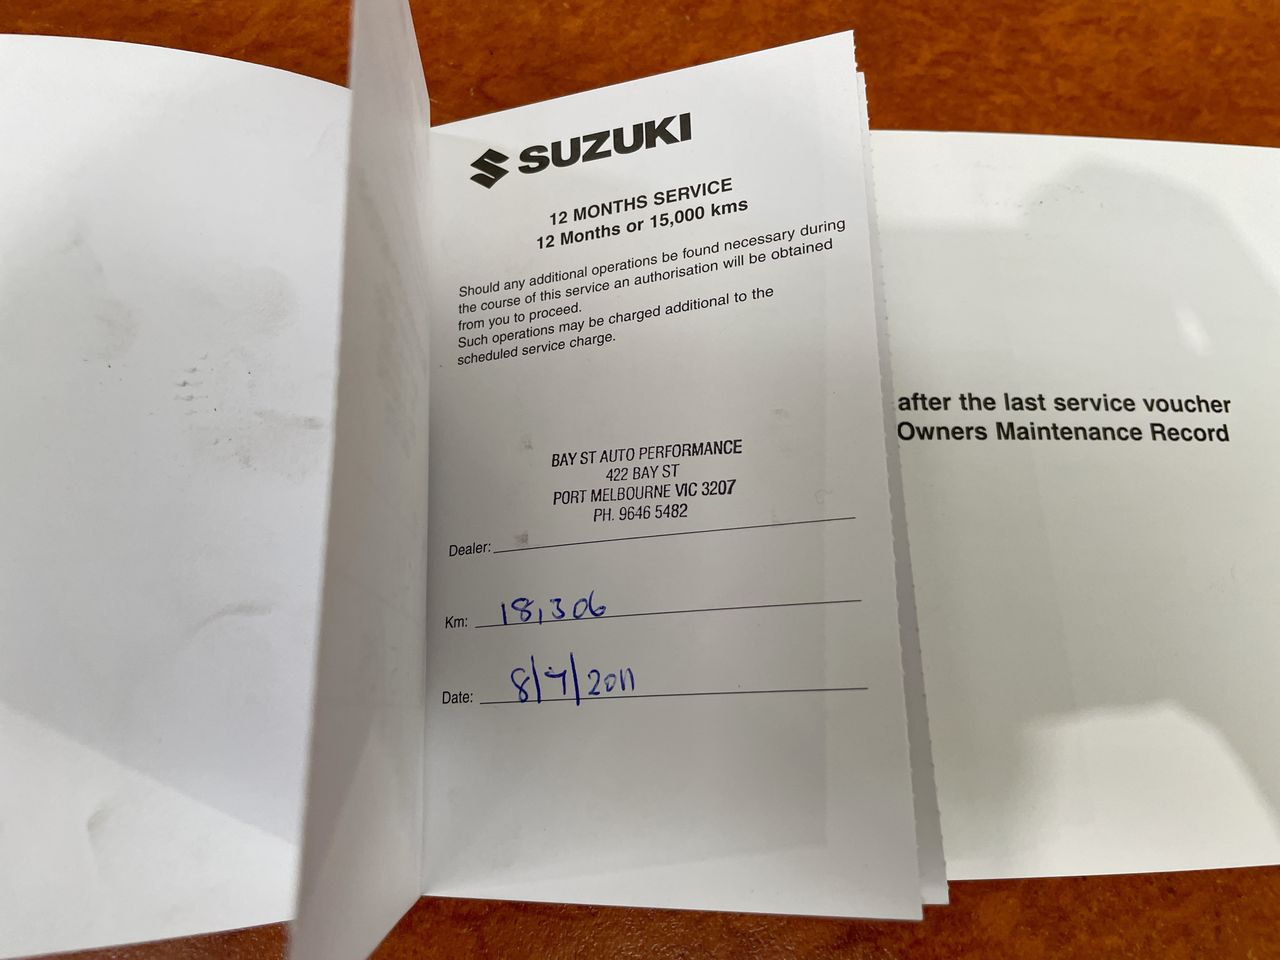 SUZUKI
12 MONTHS SERVICE
12 Months or 15,000 kms
Should any additional operations be found necessary during
the course of this service an authorisation will be obtained
from you to proceed.
Such operations may be charged additional to the
scheduled service charge.
BAY ST AUTO PERFORMANCE
422 BAY ST
PORT MELBOURNE VIC 3207
PH. 9646 5482
Dealer:
Km: 18,306
Date: 8/7/2011
after the last service voucher
Owners Maintenance Record